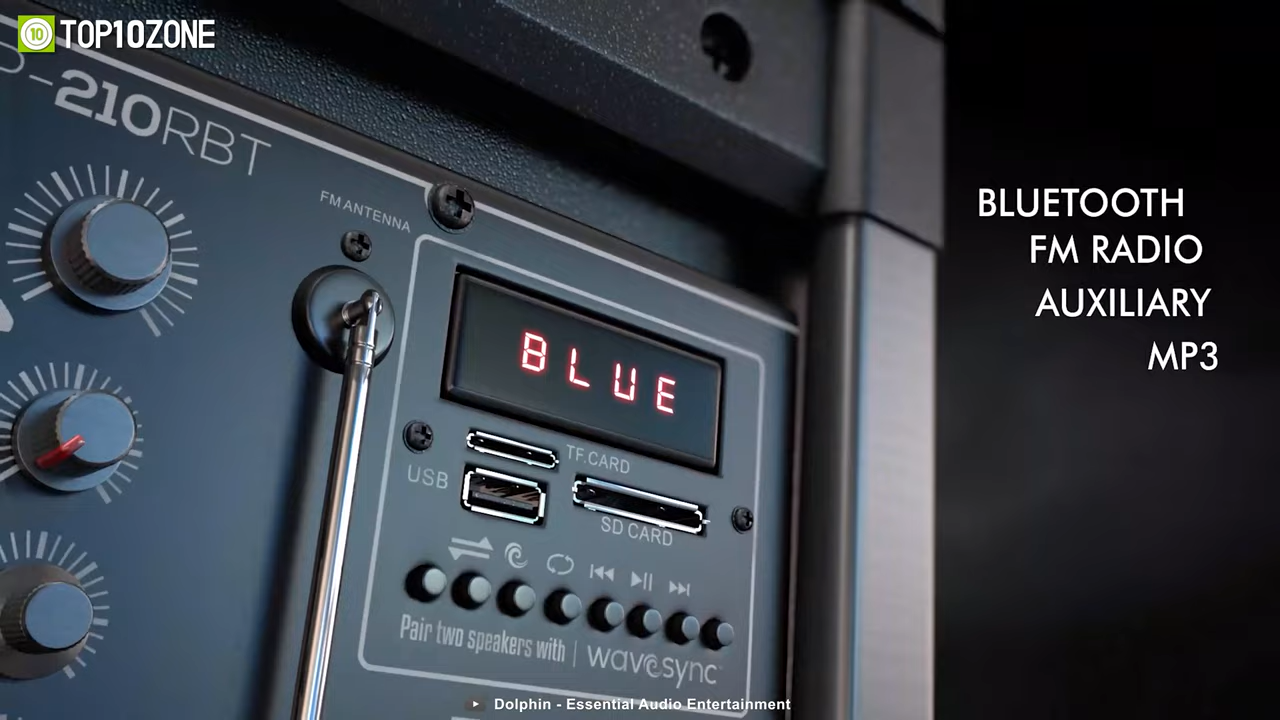 TOP10ZONE
10
P-210RBT
FM ANTENNA
BLUE
TF.CARD
USB
SD CARD
Pair two speakers with | wavesync
BLUETOOTH
FM RADIO
AUXILIARY
MP3
Dolphin - Essential Audio Entertainment